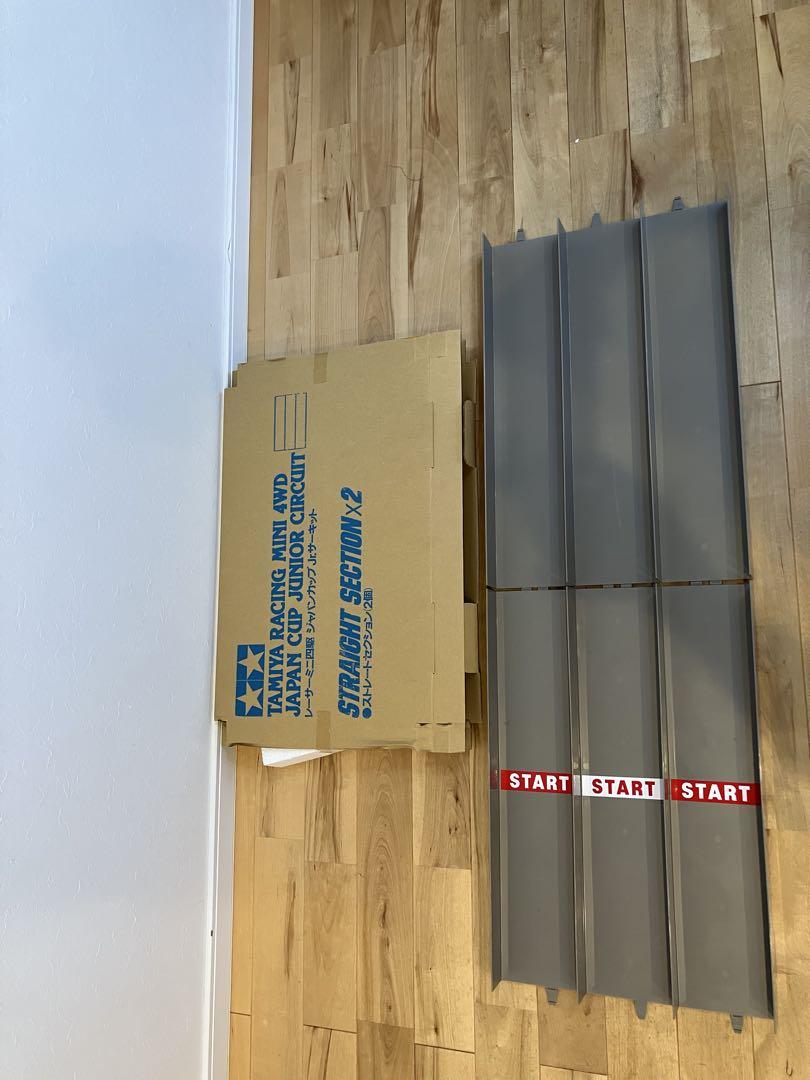 TAMIYA RACING MINI 4WD
JAPAN CUP JUNIOR CIRCUIT
レーサーミニ四駆 ジャパンカップ Jr.サーキット
STRAIGHT SECTION×2
●ストレートセクション(2個)
START START START